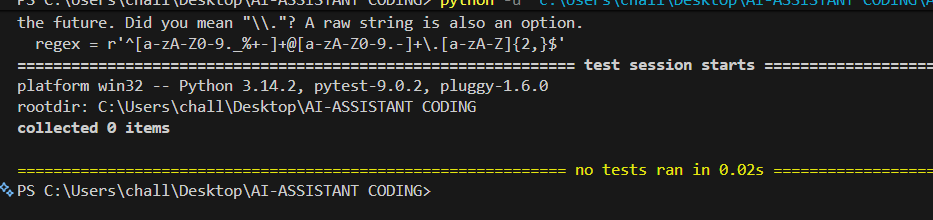 PS C:\Users\chall\Desktop\AI-ASSISTANT CODING> python -u "c:\Users\chall\Desktop\AI-ASSISTANT CODING\A
the future. Did you mean "\\."? A raw string is also an option.
  regex = r'^[a-zA-Z0-9._%+-]+@[a-zA-Z0-9.-]+\.[a-zA-Z]{2,}$'
============================================================== test session starts ===================
platform win32 -- Python 3.14.2, pytest-9.0.2, pluggy-1.6.0
rootdir: C:\Users\chall\Desktop\AI-ASSISTANT CODING
collected 0 items
============================================================= no tests ran in 0.02s ==================
PS C:\Users\chall\Desktop\AI-ASSISTANT CODING>